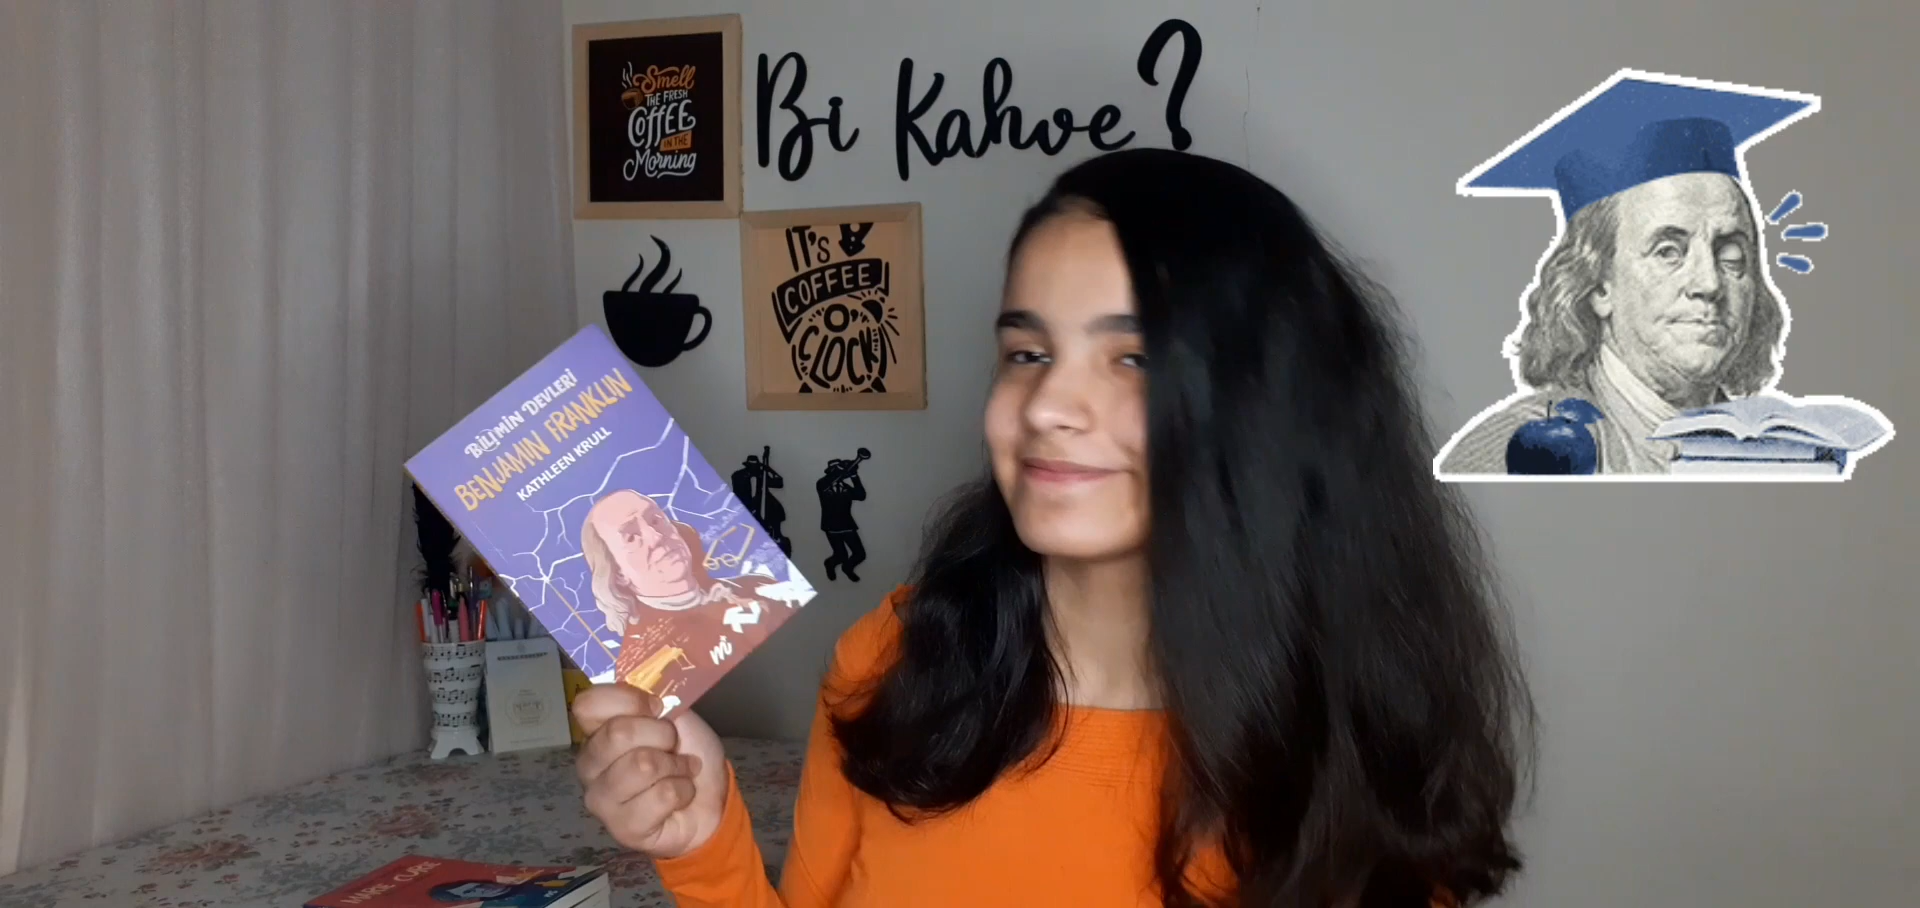 Smell
THE FRESH
COFFEE
IN THE
Morning
Bi Kahve?
IT'S
COFFEE
O'
CLOCK
BİLİMİN DEVLERİ
BENJAMIN FRANKLIN
KATHLEEN KRULL
mi
MARIE CURIE